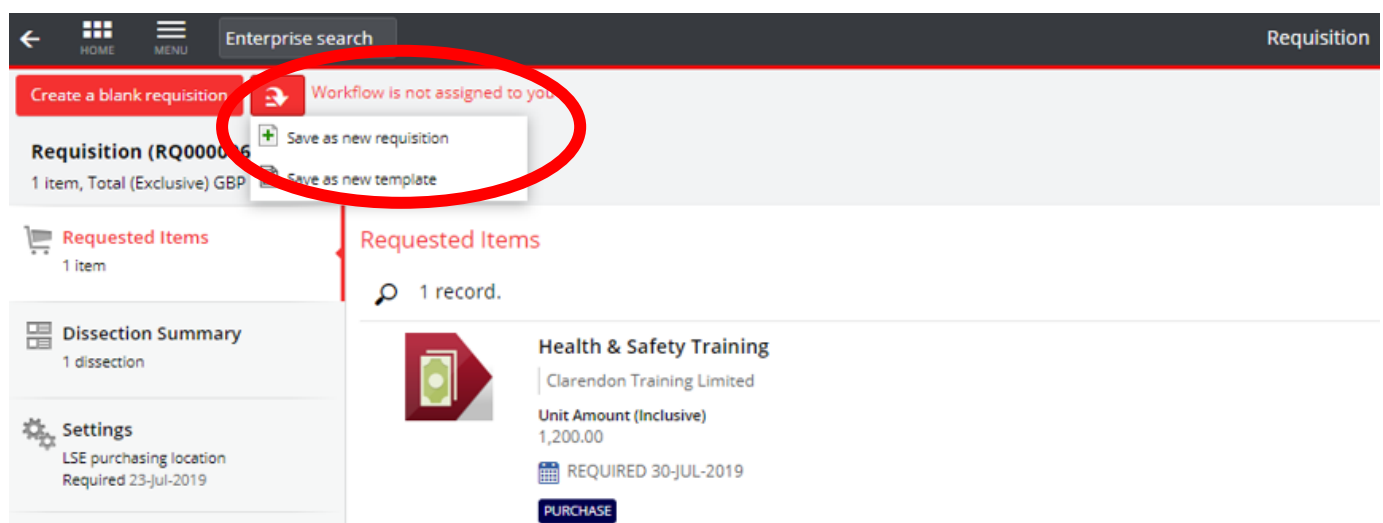 HOME
MENU
Enterprise search
Requisition
Create a blank requisition
Workflow is not assigned to you
Requisition (RQ000
1 item, Total (Exclusive) GBP
Save as new requisition
Save as new template
Requested Items
1 item
Dissection Summary
1 dissection
Settings
LSE purchasing location
Required 23-Jul-2019
Requested Items
1 record.
Health & Safety Training
Clarendon Training Limited
Unit Amount (Inclusive)
1,200.00
REQUIRED 30-JUL-2019
PURCHASE